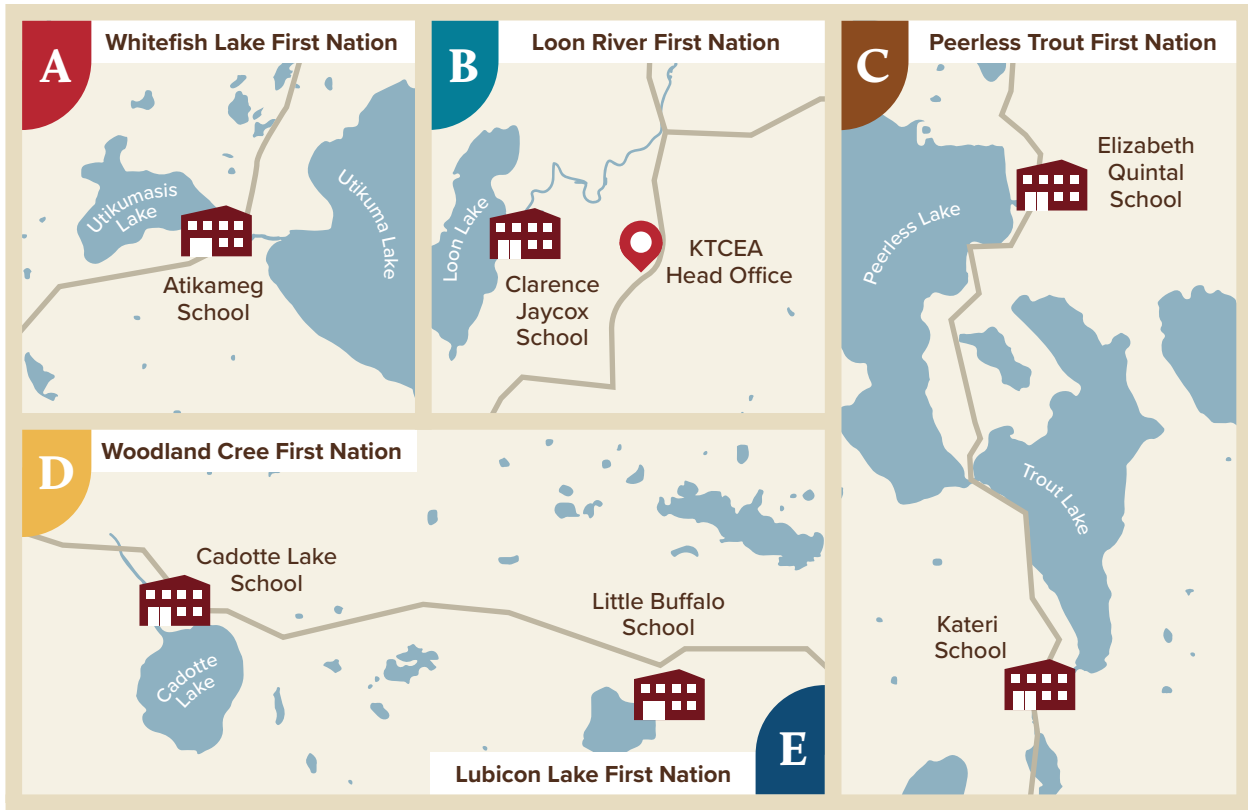 A
Whitefish Lake First Nation
Utikumasis
Lake
Utikuma Lake
Atikameg
School
B
Loon River First Nation
Loon Lake
Clarence
Jaycox
School
KTCEA
Head Office
C
Peerless Trout First Nation
Elizabeth
Quintal
School
Peerless Lake
Trout Lake
Kateri
School
D
Woodland Cree First Nation
Cadotte Lake
School
Cadotte
Lake
Little Buffalo
School
Lubicon Lake First Nation
E